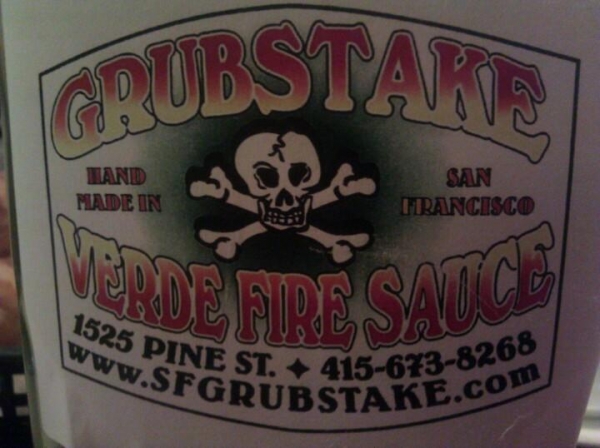 GRUBSTAKE
HAND MADE IN
SAN FRANCISCO
VERDE FIRE SAUCE
1525 PINE ST. ✦ 415-673-8268
www.SFGRUBSTAKE.com